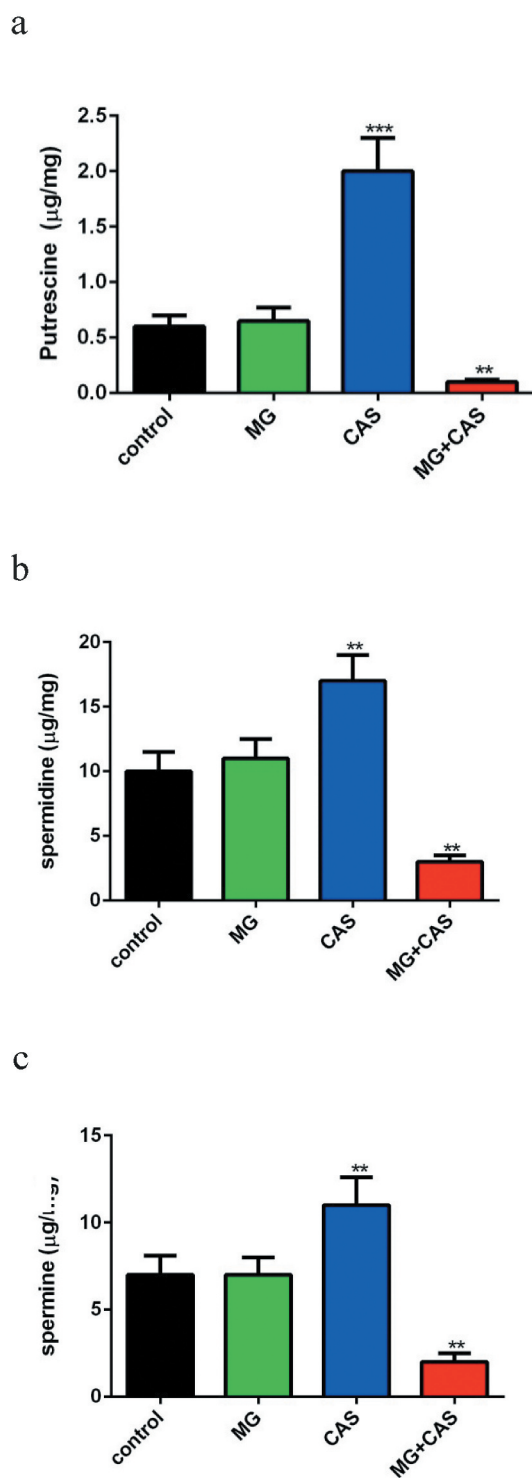 a
2.5
2.0
1.5
1.0
0.5
0.0
Putrescine (μg/mg)
***
**
control
MG
CAS
MG+CAS
b
20
15
10
5
0
spermidine (μg/mg)
**
**
control
MG
CAS
MG+CAS
c
15
10
5
0
spermine
**
**
control
MG
CAS
MG+CAS